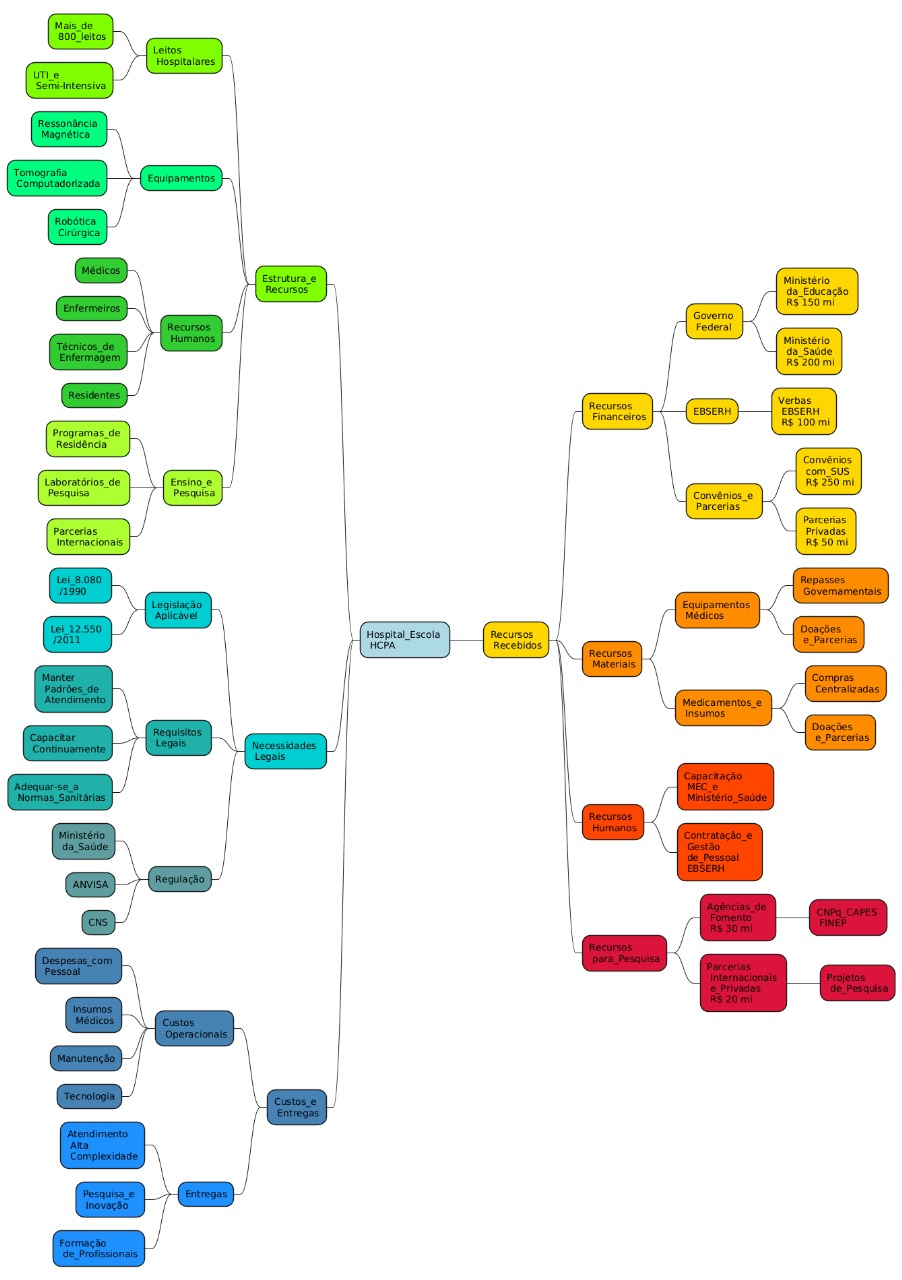 Mais_de
800_leitos
UTI_e
Semi-Intensiva
Leitos
Hospitalares
Ressonância
Magnética
Tomografia
Computadorizada
Robótica
Cirúrgica
Equipamentos
Médicos
Enfermeiros
Técnicos_de
Enfermagem
Residentes
Recursos
Humanos
Programas_de
Residência
Laboratórios_de
Pesquisa
Parcerias
Internacionais
Ensino_e
Pesquisa
Estrutura_e
Recursos
Lei_8.080
/1990
Lei_12.550
/2011
Legislação
Aplicável
Manter
Padrões_de
Atendimento
Capacitar
Continuamente
Adequar-se_a
Normas_Sanitárias
Requisitos
Legais
Ministério
da_Saúde
ANVISA
CNS
Regulação
Necessidades
Legais
Despesas_com
Pessoal
Insumos
Médicos
Manutenção
Tecnologia
Custos
Operacionais
Atendimento
Alta
Complexidade
Pesquisa_e
Inovação
Formação
de_Profissionais
Entregas
Custos_e
Entregas
Hospital_Escola
HCPA
Recursos
Recebidos
Recursos
Financeiros
Governo
Federal
Ministério
da_Educação
R$ 150 mi
Ministério
da_Saúde
R$ 200 mi
EBSERH
Verbas
EBSERH
R$ 100 mi
Convênios_e
Parcerias
Convênios
com_SUS
R$ 250 mi
Parcerias
Privadas
R$ 50 mi
Recursos
Materiais
Equipamentos
Médicos
Repasses
Governamentais
Doações
e_Parcerias
Medicamentos_e
Insumos
Compras
Centralizadas
Doações
e_Parcerias
Recursos
Humanos
Capacitação
MEC_e
Ministério_Saúde
Contratação_e
Gestão
de_Pessoal
EBSERH
Recursos
para_Pesquisa
Agências_de
Fomento
R$ 30 mi
CNPq_CAPES
FINEP
Parcerias
Internacionais
e_Privadas
R$ 20 mi
Projetos
de_Pesquisa